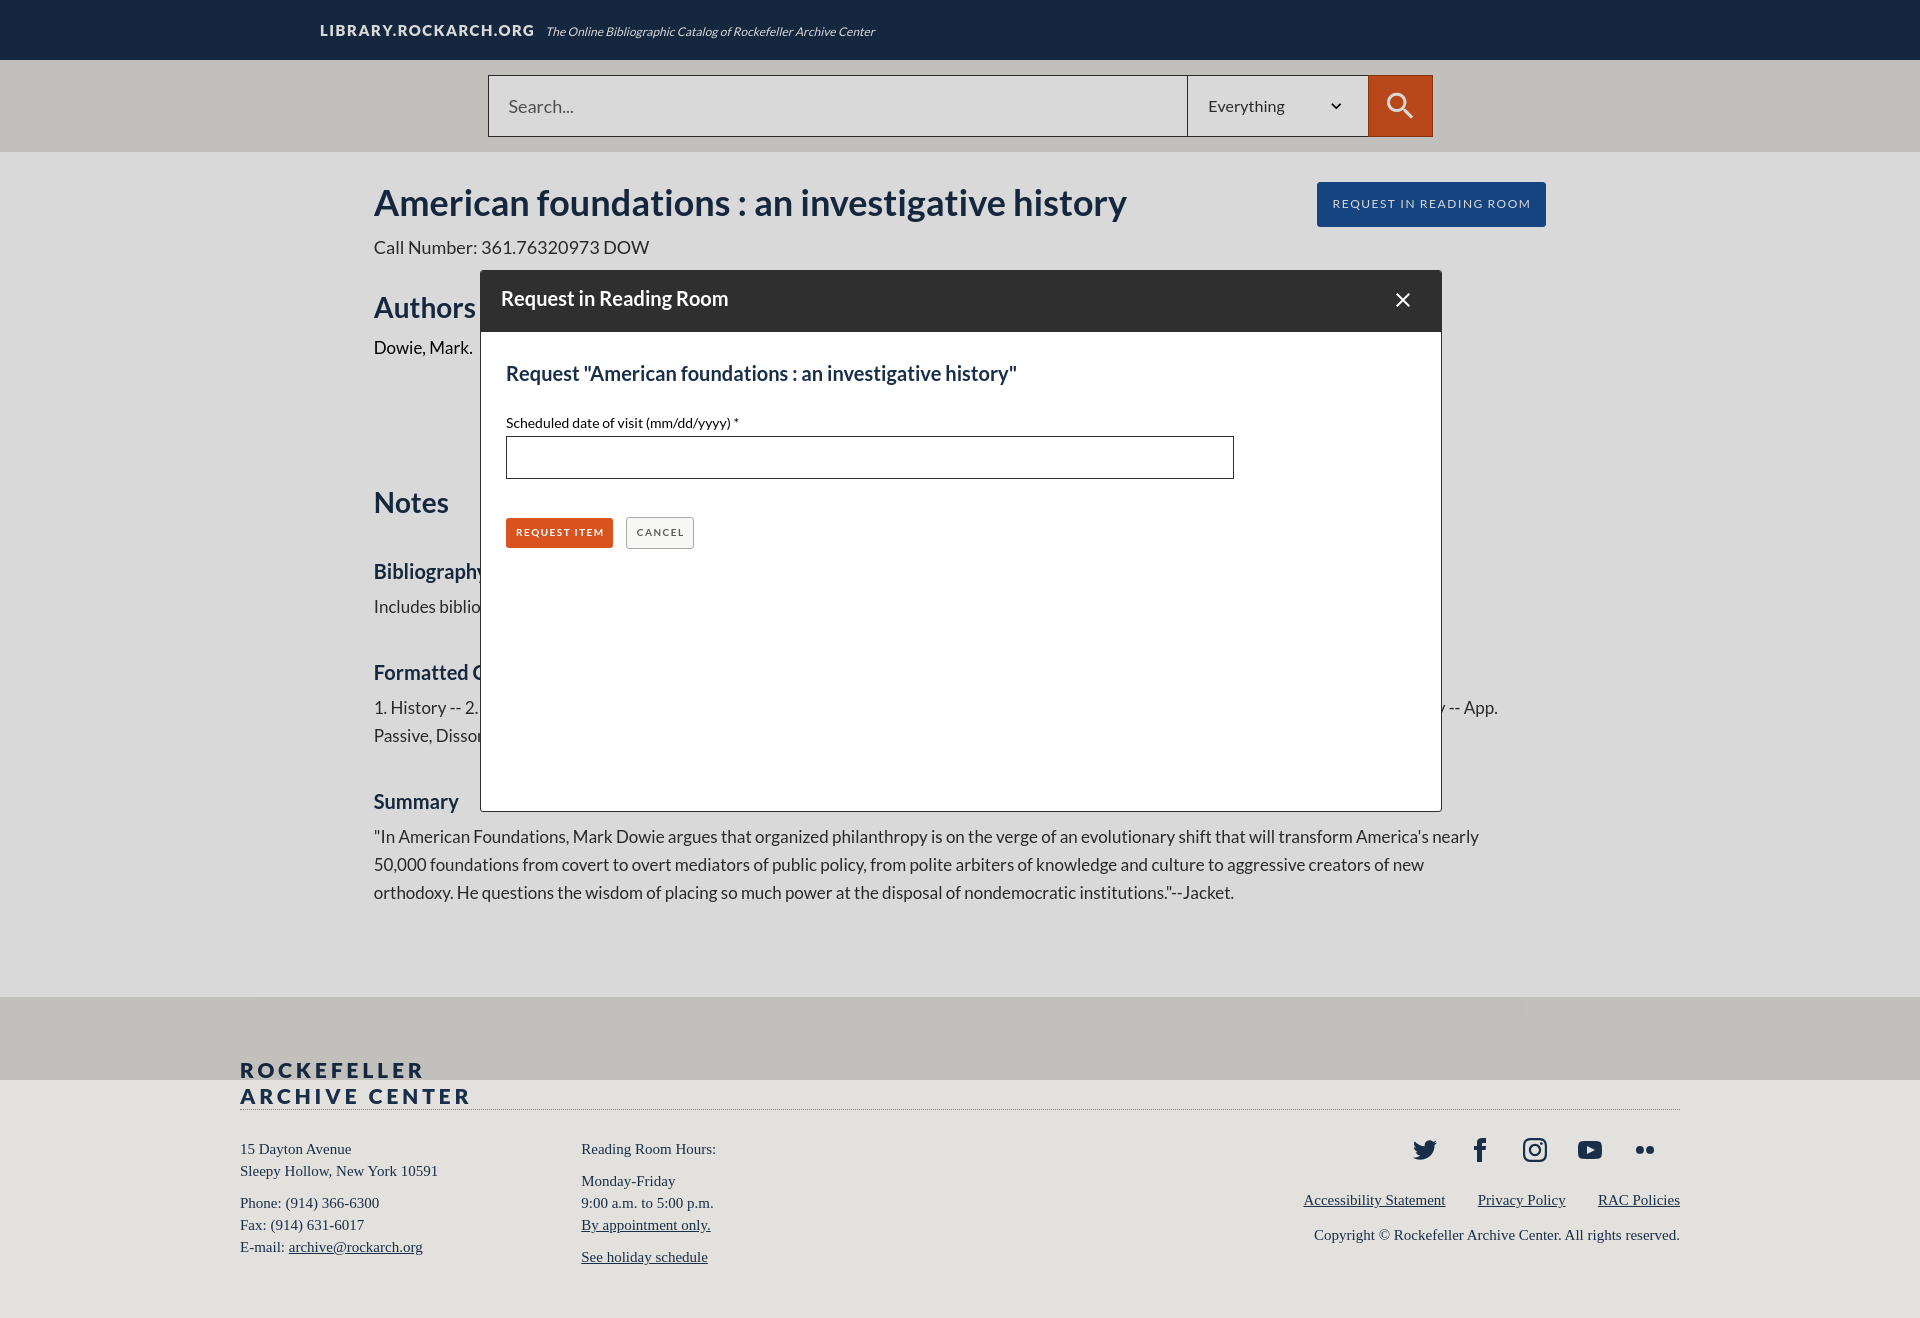 LIBRARY.ROCKARCH.ORG The Online Bibliographic Catalog of Rockefeller Archive Center
Search...
Everything
American foundations : an investigative history
REQUEST IN READING ROOM
Call Number: 361.76320973 DOW
Authors
Dowie, Mark.
Request in Reading Room
Request "American foundations : an investigative history"
Scheduled date of visit (mm/dd/yyyy) *
REQUEST ITEM
CANCEL
Notes
Bibliography
Includes
Formatted
1. History -- 2. -- App.
Passive,
Summary
"In American Foundations, Mark Dowie argues that organized philanthropy is on the verge of an evolutionary shift that will transform America's nearly
50,000 foundations from covert to overt mediators of public policy, from polite arbiters of knowledge and culture to aggressive creators of new
orthodoxy. He questions the wisdom of placing so much power at the disposal of nondemocratic institutions."--Jacket.
ROCKEFELLER
ARCHIVE CENTER
15 Dayton Avenue
Sleepy Hollow, New York 10591
Phone: (914) 366-6300
Fax: (914) 631-6017
E-mail: archive@rockarch.org
Reading Room Hours:
Monday-Friday
9:00 a.m. to 5:00 p.m.
By appointment only.
See holiday schedule
Accessibility Statement
Privacy Policy
RAC Policies
Copyright © Rockefeller Archive Center. All rights reserved.